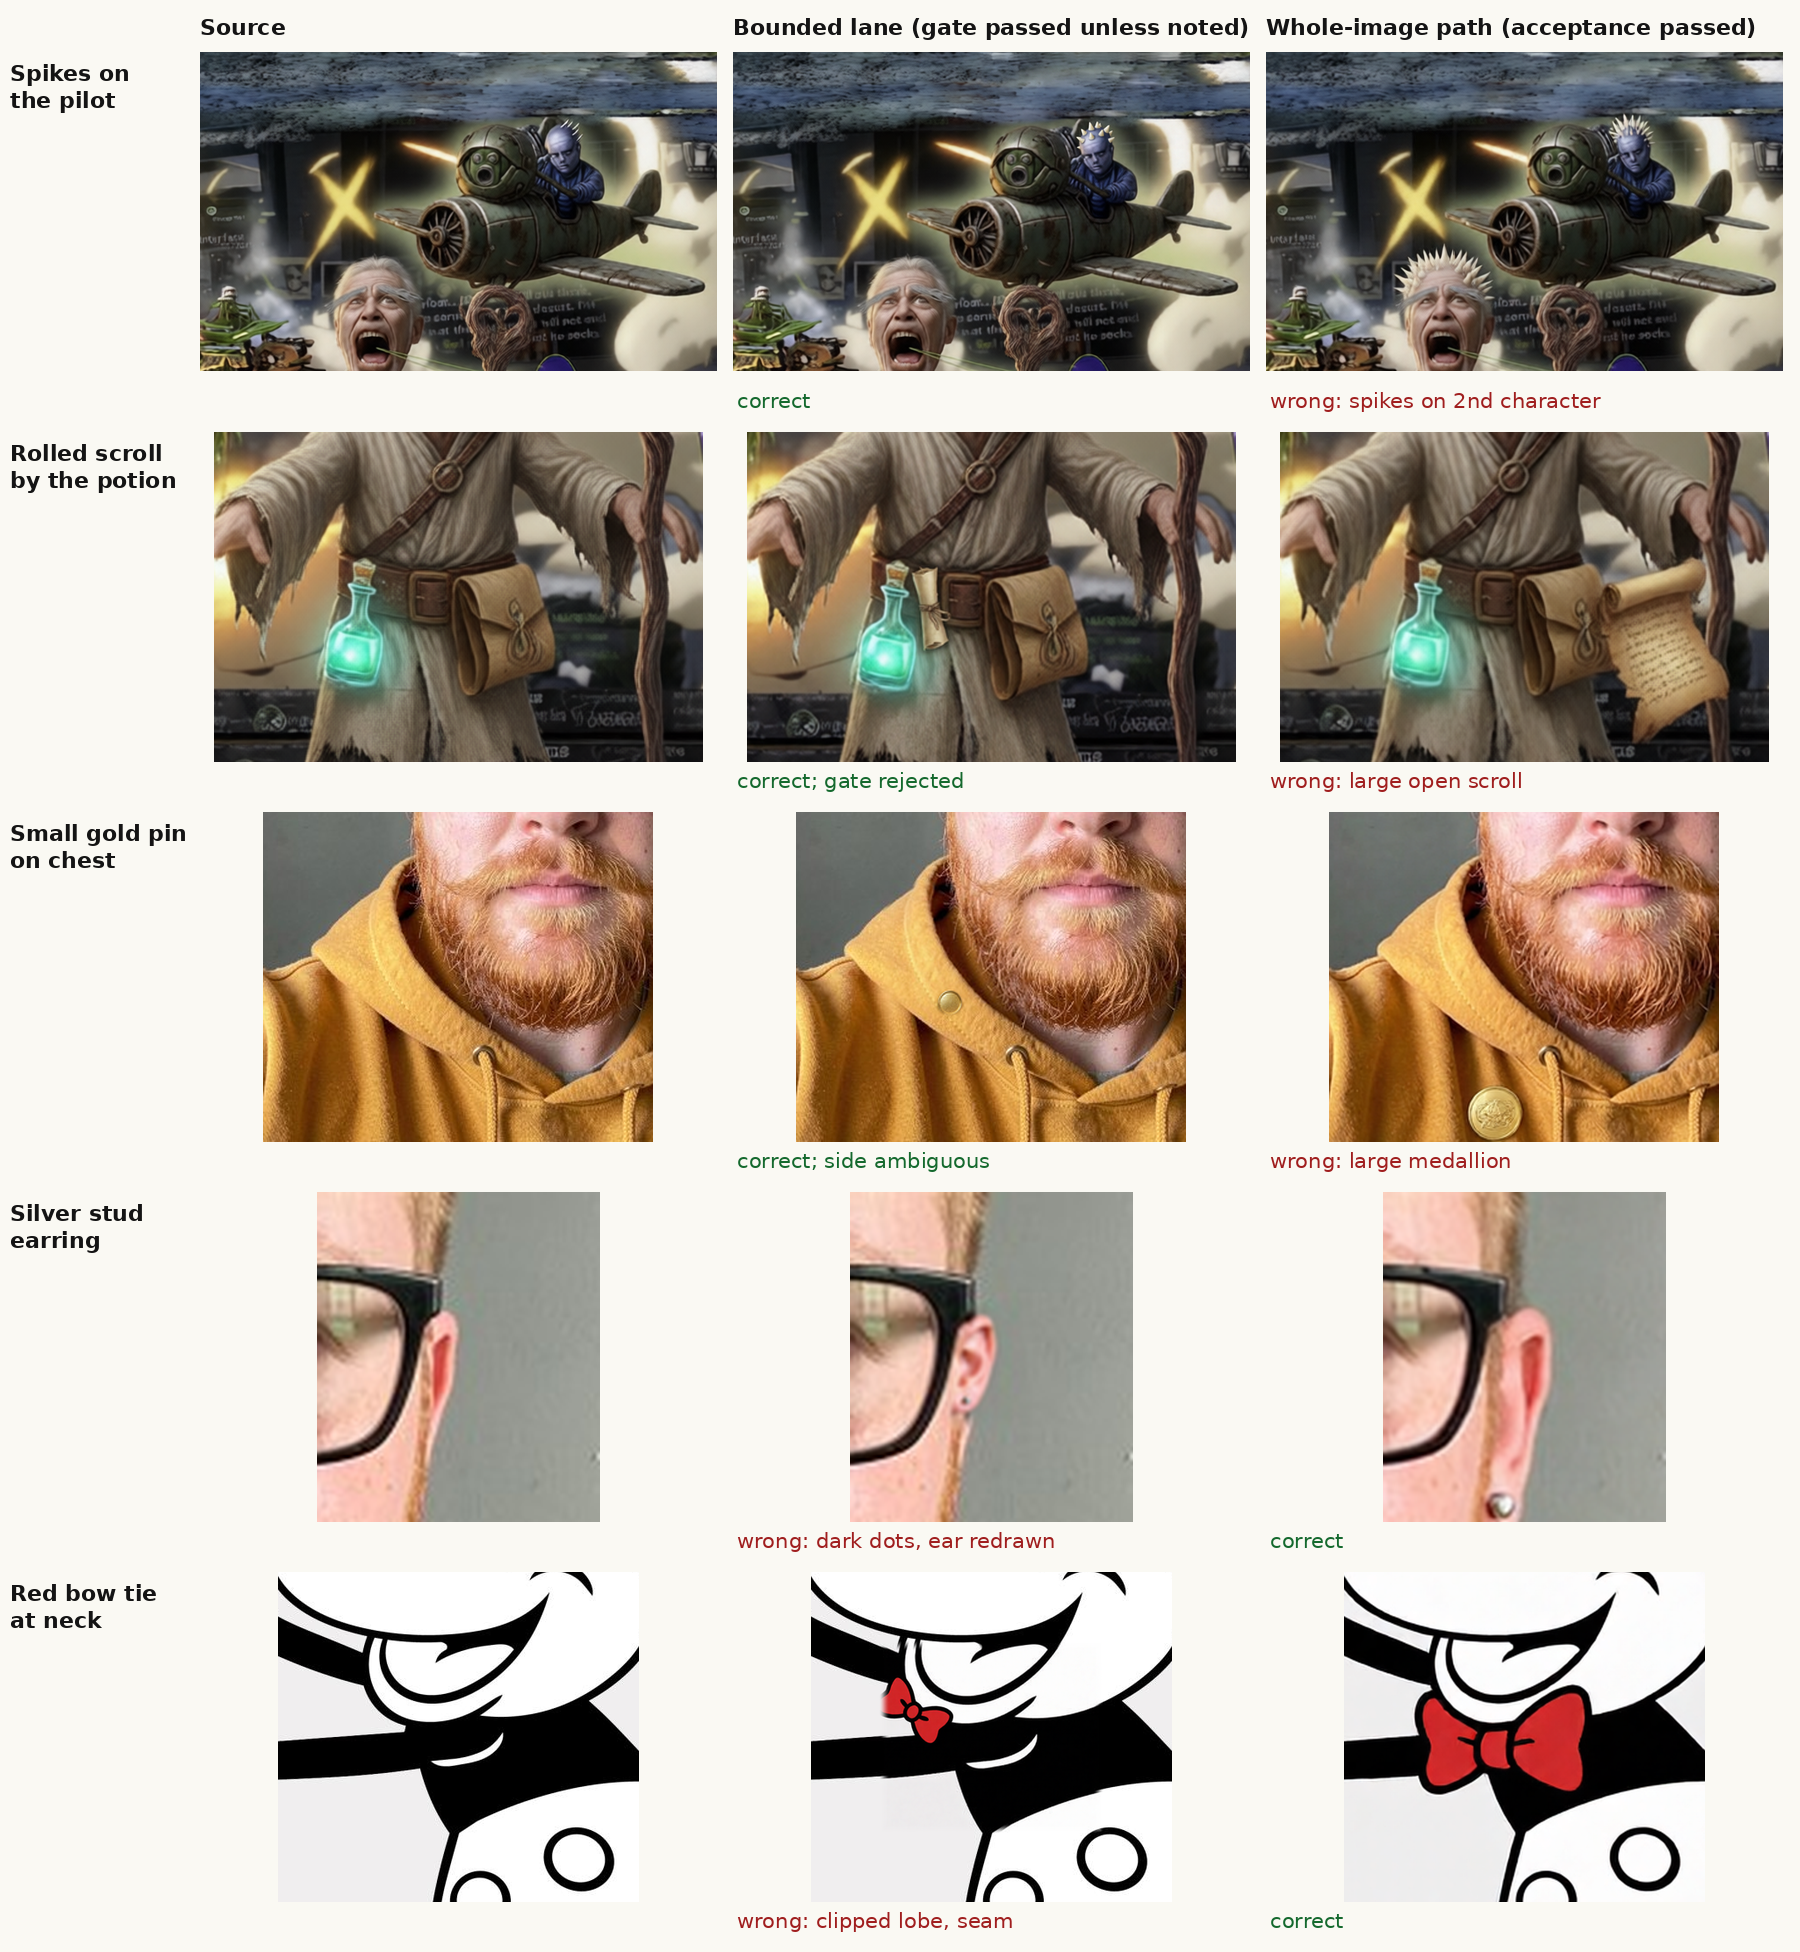 Source
Bounded lane (gate passed unless noted)
Whole-image path (acceptance passed)
Spikes on
the pilot
correct
wrong: spikes on 2nd character
Rolled scroll
by the potion
correct; gate rejected
wrong: large open scroll
Small gold pin
on chest
correct; side ambiguous
wrong: large medallion
Silver stud
earring
wrong: dark dots, ear redrawn
correct
Red bow tie
at neck
wrong: clipped lobe, seam
correct